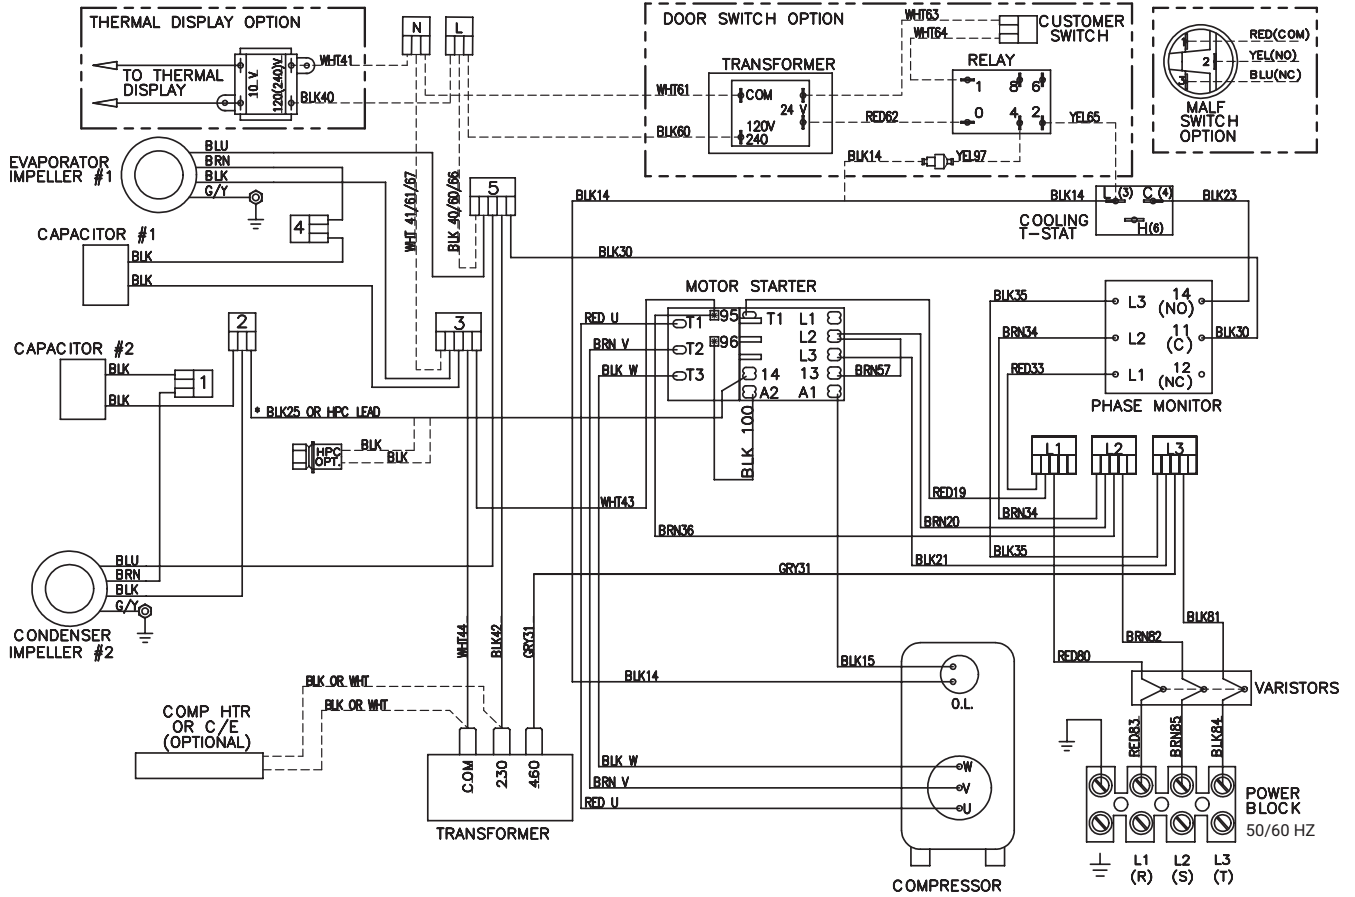 THERMAL DISPLAY OPTION
TO THERMAL
DISPLAY
10 V
120(240)V
WHT41
BLK40
N
L
DOOR SWITCH OPTION
WHT63
WHT64
CUSTOMER
SWITCH
TRANSFORMER
COM
24 V
120V
240
RELAY
1
8
6
0
4
2
WHT61
BLK60
RED62
YEL65
BLK14
YEL97
RED(COM)
YEL(NO)
BLU(NC)
1
2
3
MALF
SWITCH
OPTION
EVAPORATOR
IMPELLER #1
BLU
BRN
BLK
G/Y
4
CAPACITOR #1
BLK
BLK
WHT 41/61/67
BLK 40/60/66
5
BLK14
BLK14
L(3)
C(4)
H(6)
BLK23
COOLING
T-STAT
BLK30
MOTOR STARTER
RED U
BRN V
BLK W
T1
T2
T3
95
96
14
A2
T1
L1
L2
L3
13
A1
BRN57
BLK 100
BLK35
BRN34
RED33
L3
L2
L1
14
(NO)
11
(C)
12
(NC)
BLK30
PHASE MONITOR
2
3
CAPACITOR #2
BLK
BLK
1
* BLK25 OR HPC LEAD
HPC
OPT.
BLK
BLK
WHT43
L1
L2
L3
RED19
BRN34
BRN20
BRN36
BLK35
BLK21
GRY31
BLU
BRN
BLK
G/Y
CONDENSER
IMPELLER #2
WHT44
BLK42
GRY31
BLK15
BLK14
O.L.
BLK81
BRN82
RED80
VARISTORS
BLK OR WHT
BLK OR WHT
COMP HTR
OR C/E
(OPTIONAL)
COM
230
460
TRANSFORMER
BLK W
BRN V
RED U
W
V
U
COMPRESSOR
RED83
BRN85
BLK84
POWER
BLOCK
50/60 HZ
L1
(R)
L2
(S)
L3
(T)